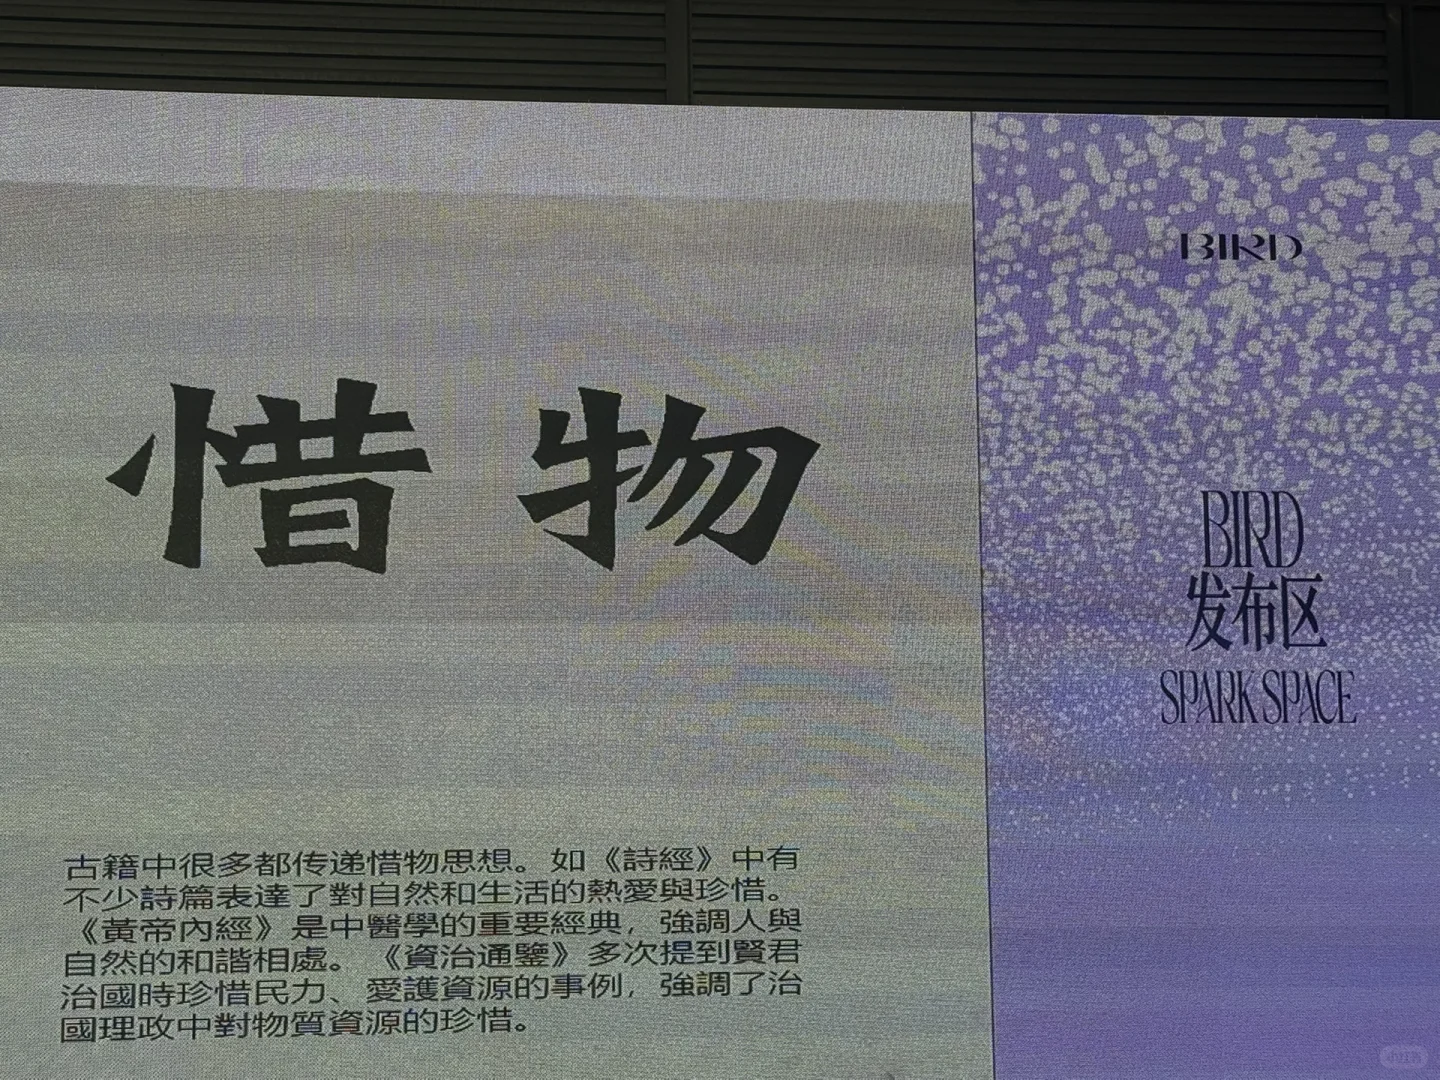 惜物
古籍中很多都传递惜物思想。如《詩經》中有
不少詩篇表達了對自然和生活的熱愛與珍惜。
《黃帝內經》是中醫學的重要經典，強調人與
自然的和諧相處。《資治通鑒》多次提到賢君
治國時珍惜民力、愛護資源的事例，強調了治
國理政中對物質資源的珍惜。
BIRD
BIRD
发布区
SPARK SPACE
小红书